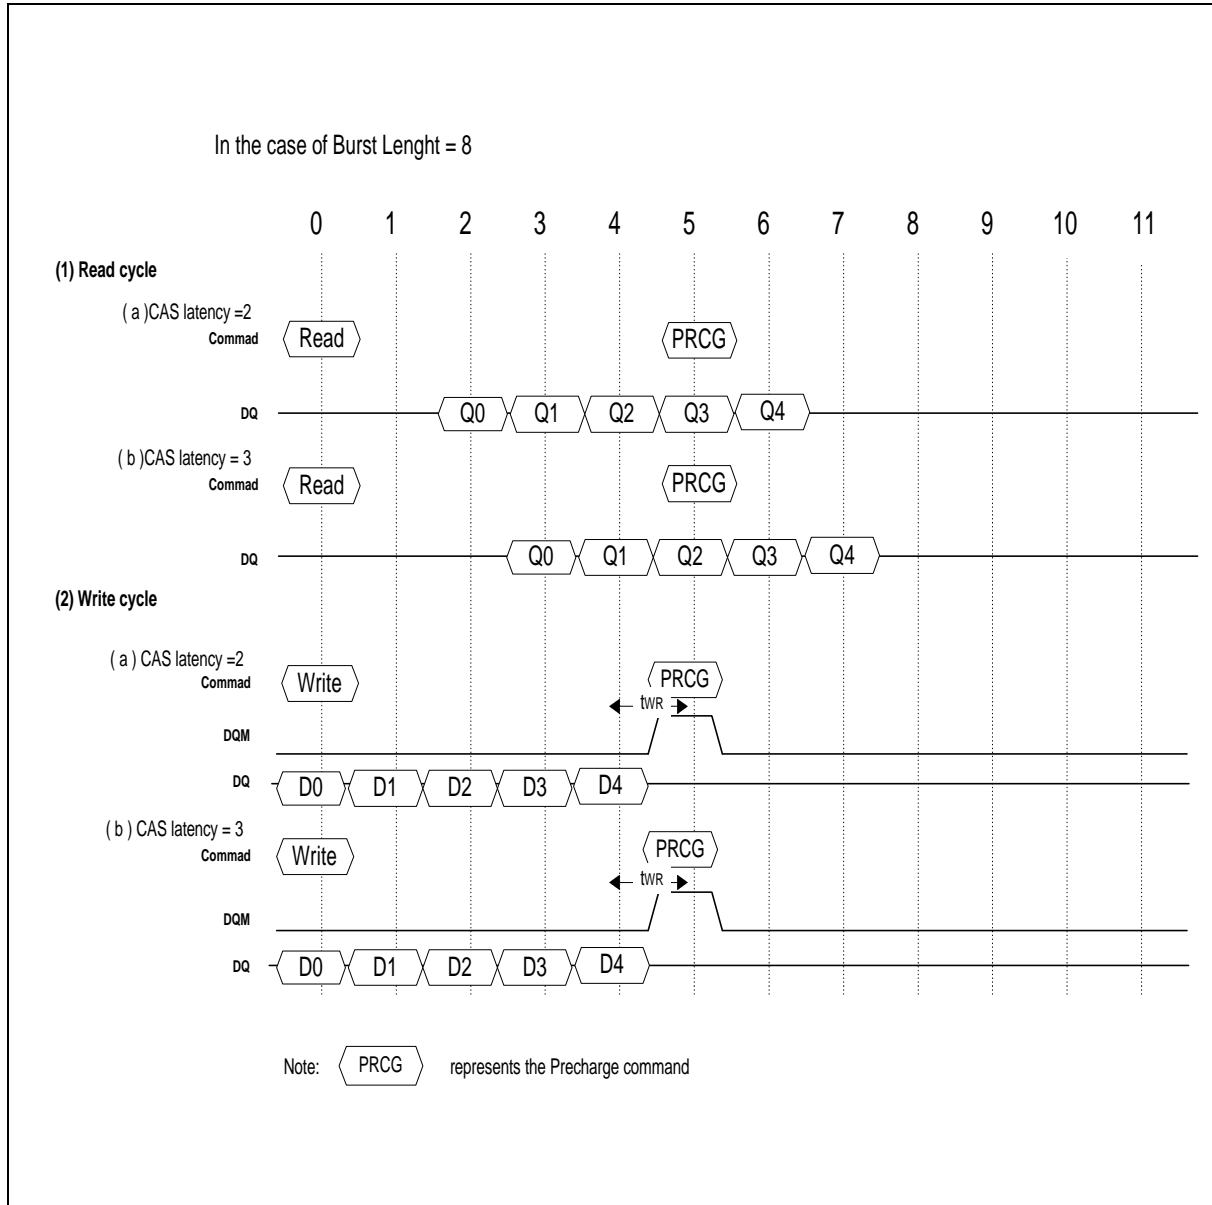 In the case of Burst Lenght = 8
0 1 2 3 4 5 6 7 8 9 10 11
(1) Read cycle
( a )CAS latency =2
Commad Read PRCG
DQ Q0 Q1 Q2 Q3 Q4
( b )CAS latency = 3
Commad Read PRCG
DQ Q0 Q1 Q2 Q3 Q4
(2) Write cycle
( a ) CAS latency =2
Commad Write PRCG
tWR
DQM
DQ D0 D1 D2 D3 D4
( b ) CAS latency = 3
Commad Write PRCG
tWR
DQM
DQ D0 D1 D2 D3 D4
Note: PRCG represents the Precharge command